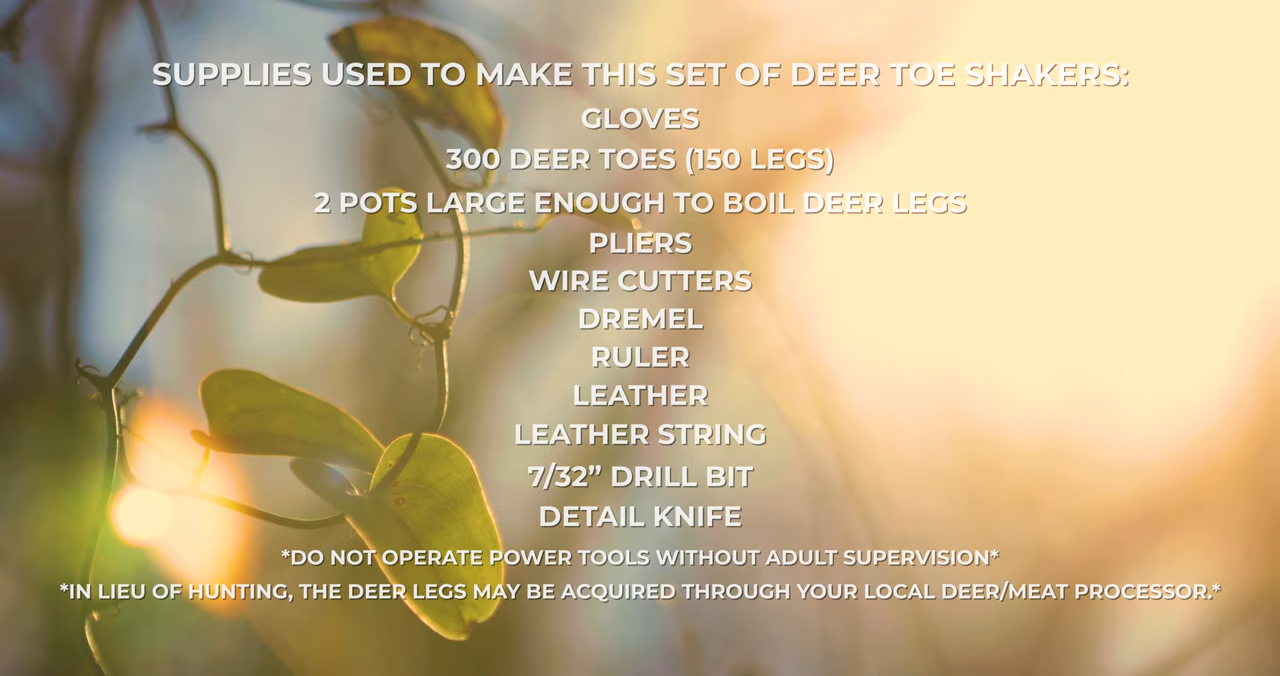 SUPPLIES USED TO MAKE THIS SET OF DEER TOE SHAKERS:
GLOVES
300 DEER TOES (150 LEGS)
2 POTS LARGE ENOUGH TO BOIL DEER LEGS
PLIERS
WIRE CUTTERS
DREMEL
RULER
LEATHER
LEATHER STRING
7/32” DRILL BIT
DETAIL KNIFE
*DO NOT OPERATE POWER TOOLS WITHOUT ADULT SUPERVISION*
*IN LIEU OF HUNTING, THE DEER LEGS MAY BE ACQUIRED THROUGH YOUR LOCAL DEER/MEAT PROCESSOR.*